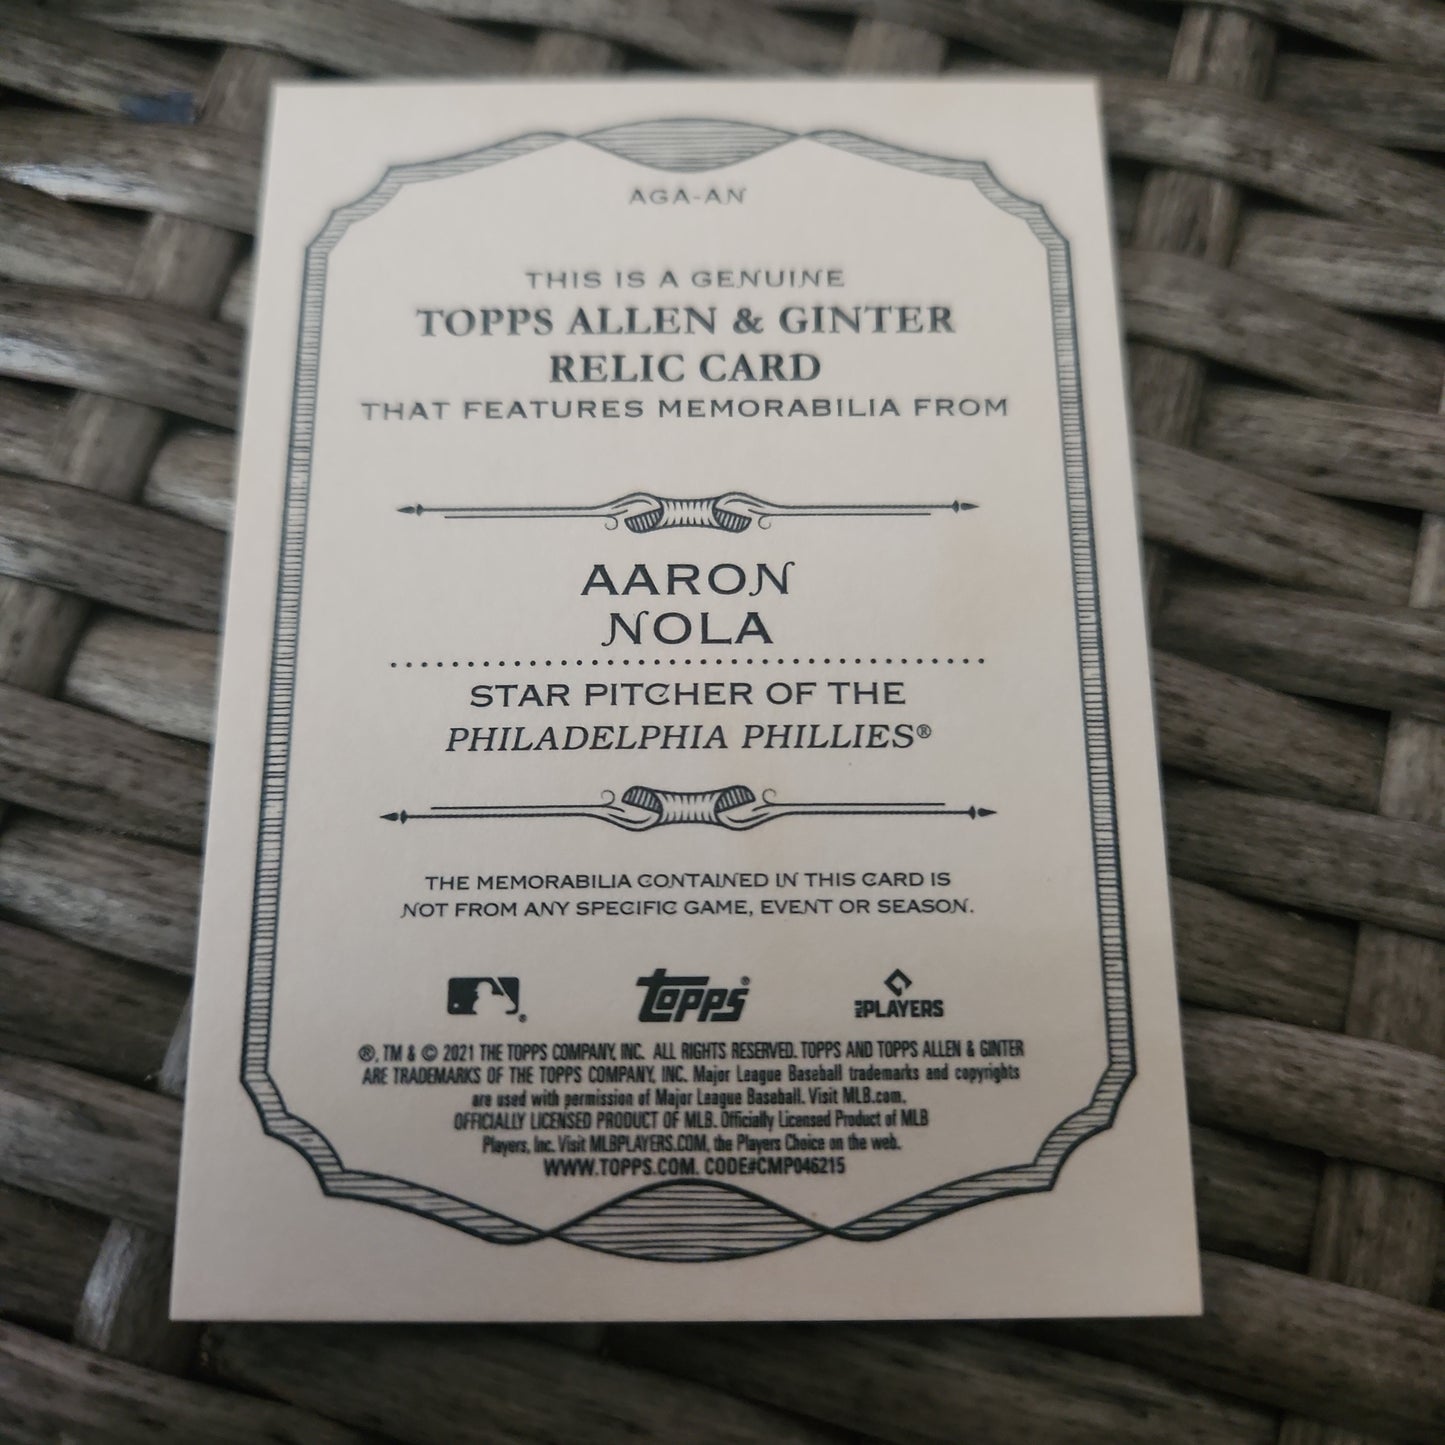 AGA-AN
THIS IS A GENUINE
TOPPS ALLEN & GINTER
RELIC CARD
THAT FEATURES MEMORABILIA FROM
AARON
NOLA
STAR PITCHER OF THE
PHILADELPHIA PHILLIES®
THE MEMORABILIA CONTAINED IN THIS CARD IS
NOT FROM ANY SPECIFIC GAME, EVENT OR SEASON.
® topps® MLB PLAYERS
®, TM & © 2021 THE TOPPS COMPANY, INC. ALL RIGHTS RESERVED. TOPPS AND TOPPS ALLEN & GINTER
ARE TRADEMARKS OF THE TOPPS COMPANY, INC. Major League Baseball trademarks and copyrights
are used with permission of Major League Baseball. Visit MLB.com.
OFFICIALLY LICENSED PRODUCT OF MLB. Officially Licensed Product of MLB
Players, Inc. Visit MLBPLAYERS.COM, the Players Choice on the web.
WWW.TOPPS.COM. CODE#CMP046215